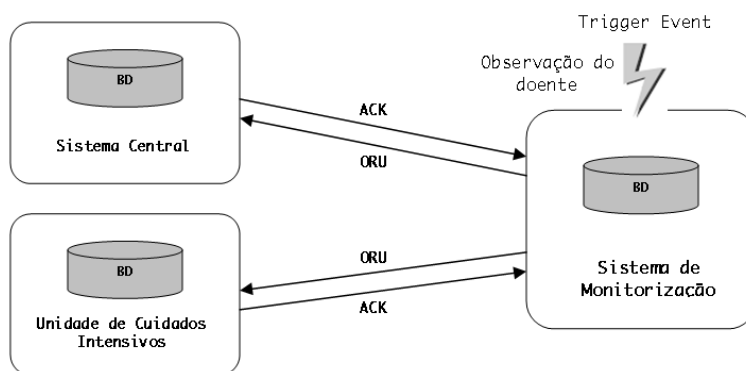 Trigger Event
Observação do
doente
BD
Sistema Central
ACK
ORU
BD
Sistema de
Monitorização
BD
Unidade de Cuidados
Intensivos
ORU
ACK